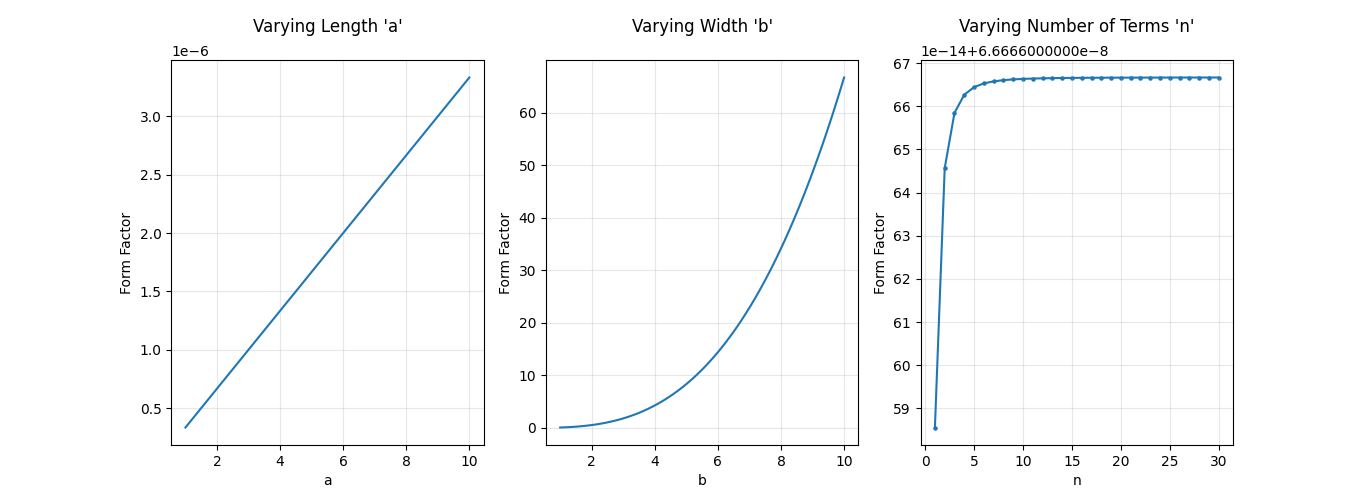 Varying Length 'a'
1e−6
3.0
2.5
2.0
1.5
1.0
0.5
Form Factor
2 4 6 8 10
a
Varying Width 'b'
60
50
40
30
20
10
0
Form Factor
2 4 6 8 10
b
Varying Number of Terms 'n'
1e−14+6.6666000000e−8
67
66
65
64
63
62
61
60
59
Form Factor
0 5 10 15 20 25 30
n